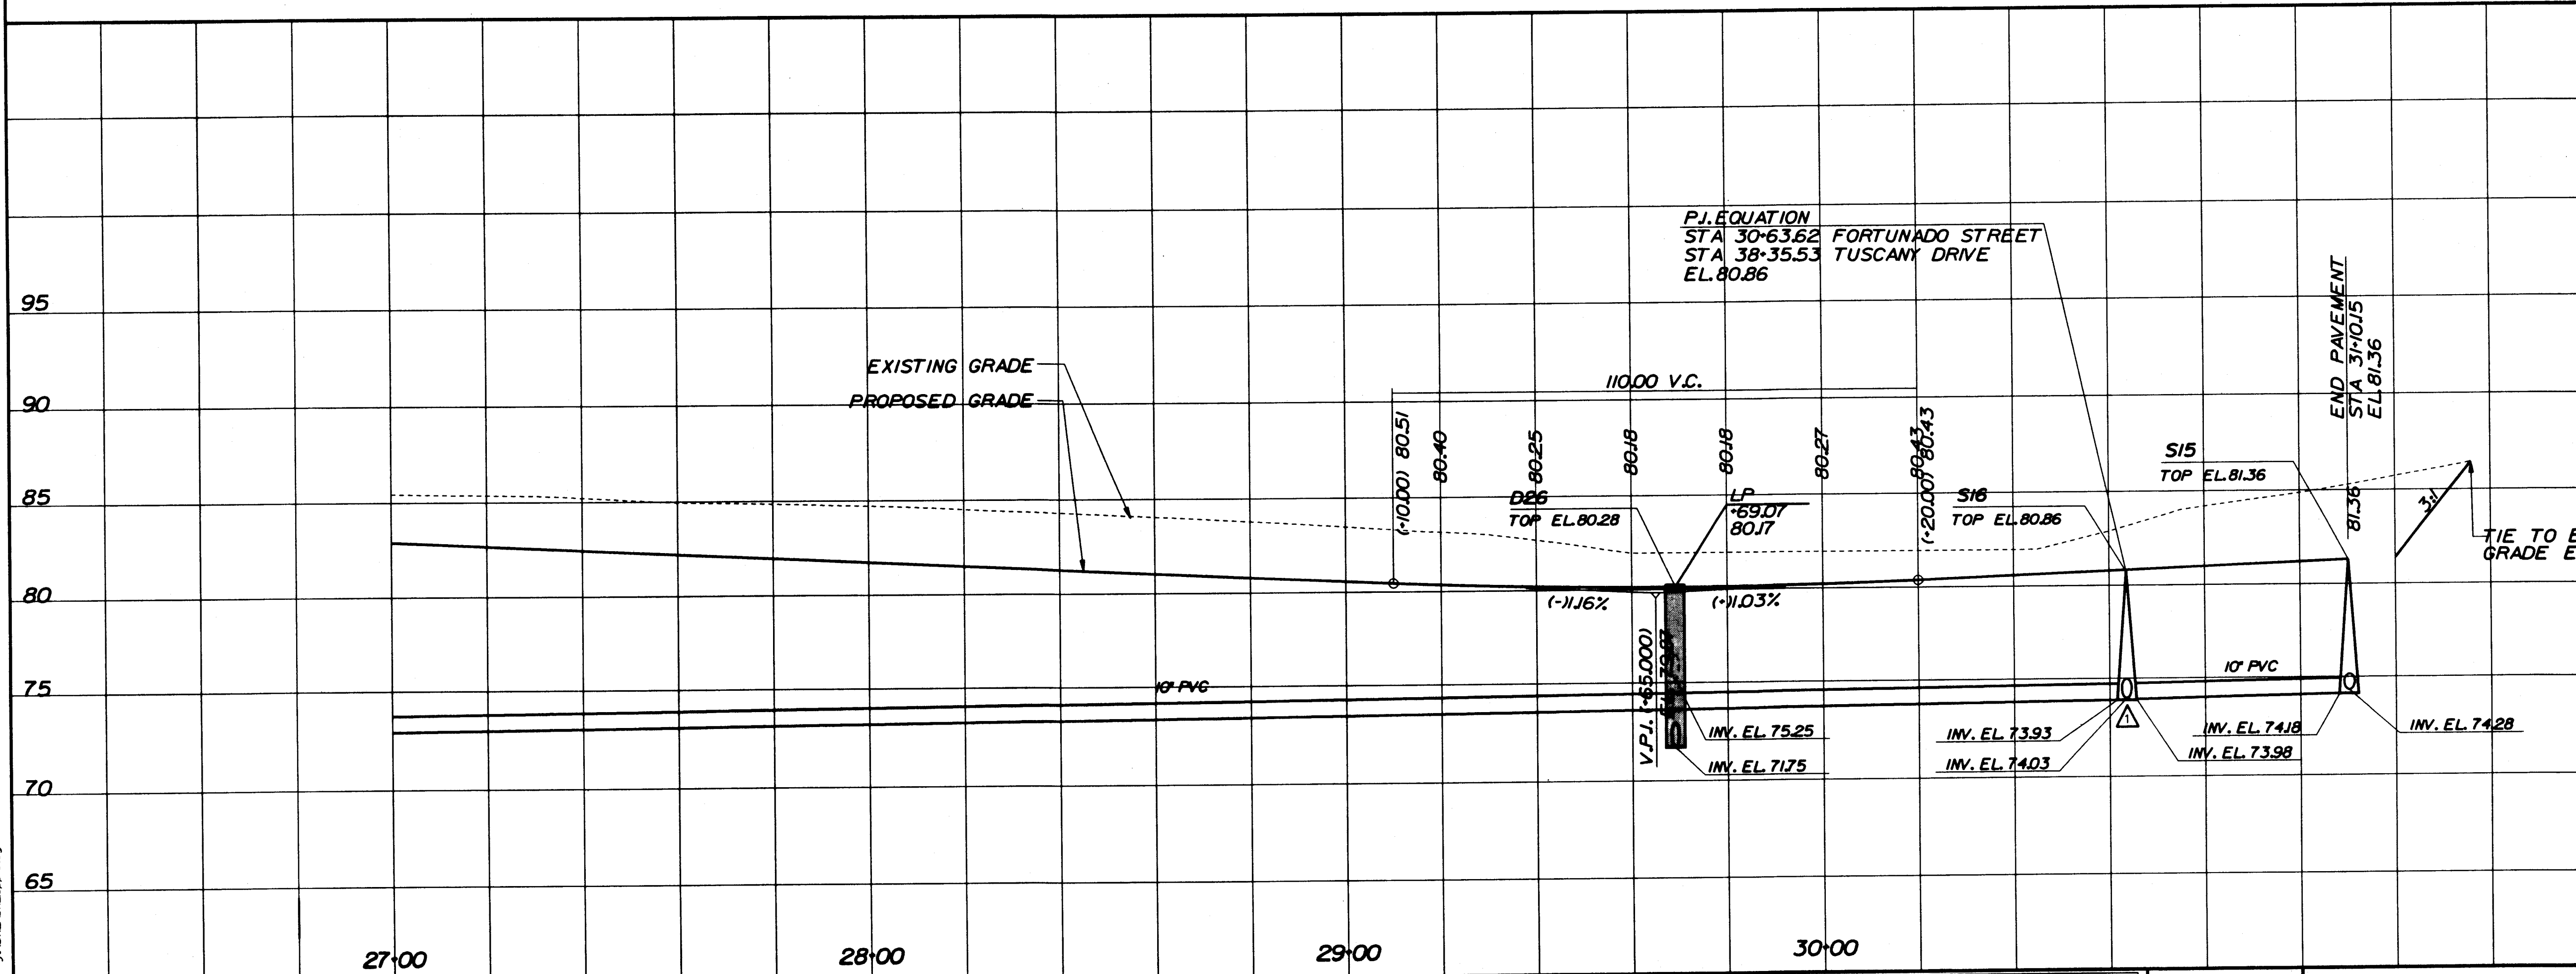 P.I. EQUATION
STA 30+63.62 FORTUNADO STREET
STA 38+35.53 TUSCANY DRIVE
EL. 80.86
END PAVEMENT
STA 31+10.15
EL. 81.36
95
90
85
80
75
70
65
EXISTING GRADE
PROPOSED GRADE
110.00 V.C.
(+10.00) 80.51
80.40
80.25
80.18
80.18
80.27
80.43
(+20.00) 80.43
D26
TOP EL. 80.28
LP
+69.07
80.17
S16
TOP EL. 80.86
S15
TOP EL. 81.36
81.36
3:1
TIE TO
GRADE
(-)1.16%
(+)1.03%
V.P.I. (+65.000)
10" PVC
10" PVC
INV. EL. 75.25
INV. EL. 71.75
INV. EL. 73.93
INV. EL. 74.03
1
INV. EL. 74.18
INV. EL. 73.98
INV. EL. 74.28
27+00
28+00
29+00
30+00